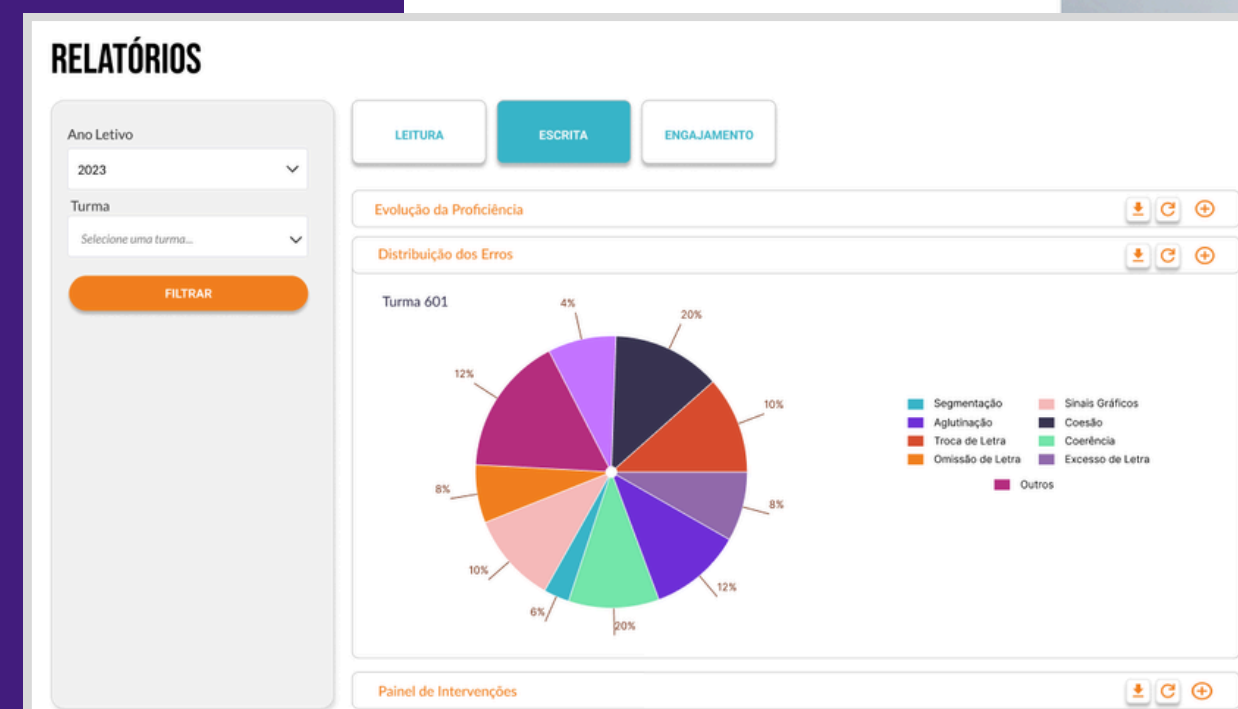 RELATÓRIOS
Ano Letivo
2023
Turma
Selecione uma turma...
FILTRAR
LEITURA
ESCRITA
ENGAJAMENTO
Evolução da Proficiência
Distribuição dos Erros
Turma 601
4%
20%
12%
10%
8%
8%
10%
12%
6%
20%
Segmentação
Sinais Gráficos
Aglutinação
Coesão
Troca de Letra
Coerência
Omissão de Letra
Excesso de Letra
Outros
Painel de Intervenções